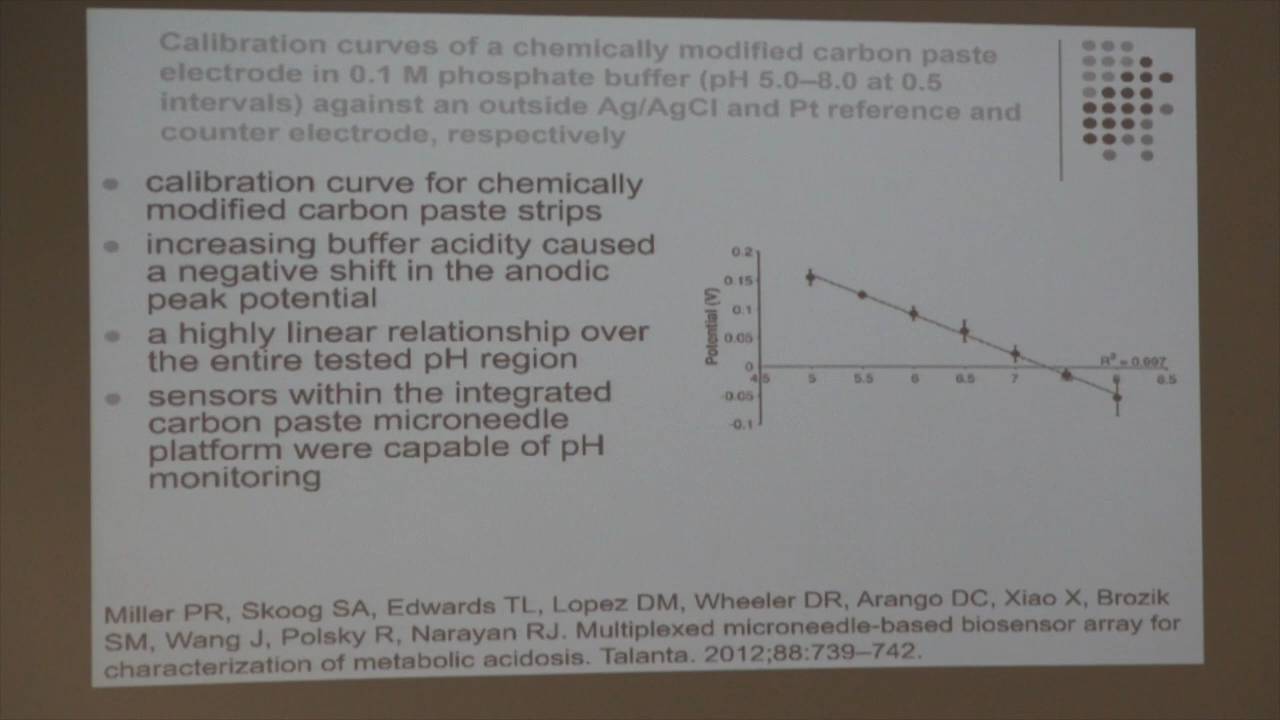 Calibration curves of a chemically modified carbon paste
electrode in 0.1 M phosphate buffer (pH 5.0–8.0 at 0.5
intervals) against an outside Ag/AgCl and Pt reference and
counter electrode, respectively
calibration curve for chemically
modified carbon paste strips
increasing buffer acidity caused
a negative shift in the anodic
peak potential
a highly linear relationship over
the entire tested pH region
sensors within the integrated
carbon paste microneedle
platform were capable of pH
monitoring
Potential (V)
0.2
0.15
0.1
0.05
0
-0.05
-0.1
4.5 5 5.5 6 6.5 7 8 8.5
R² = 0.997
Miller PR, Skoog SA, Edwards TL, Lopez DM, Wheeler DR, Arango DC, Xiao X, Brozik
SM, Wang J, Polsky R, Narayan RJ. Multiplexed microneedle-based biosensor array for
characterization of metabolic acidosis. Talanta. 2012;88:739–742.